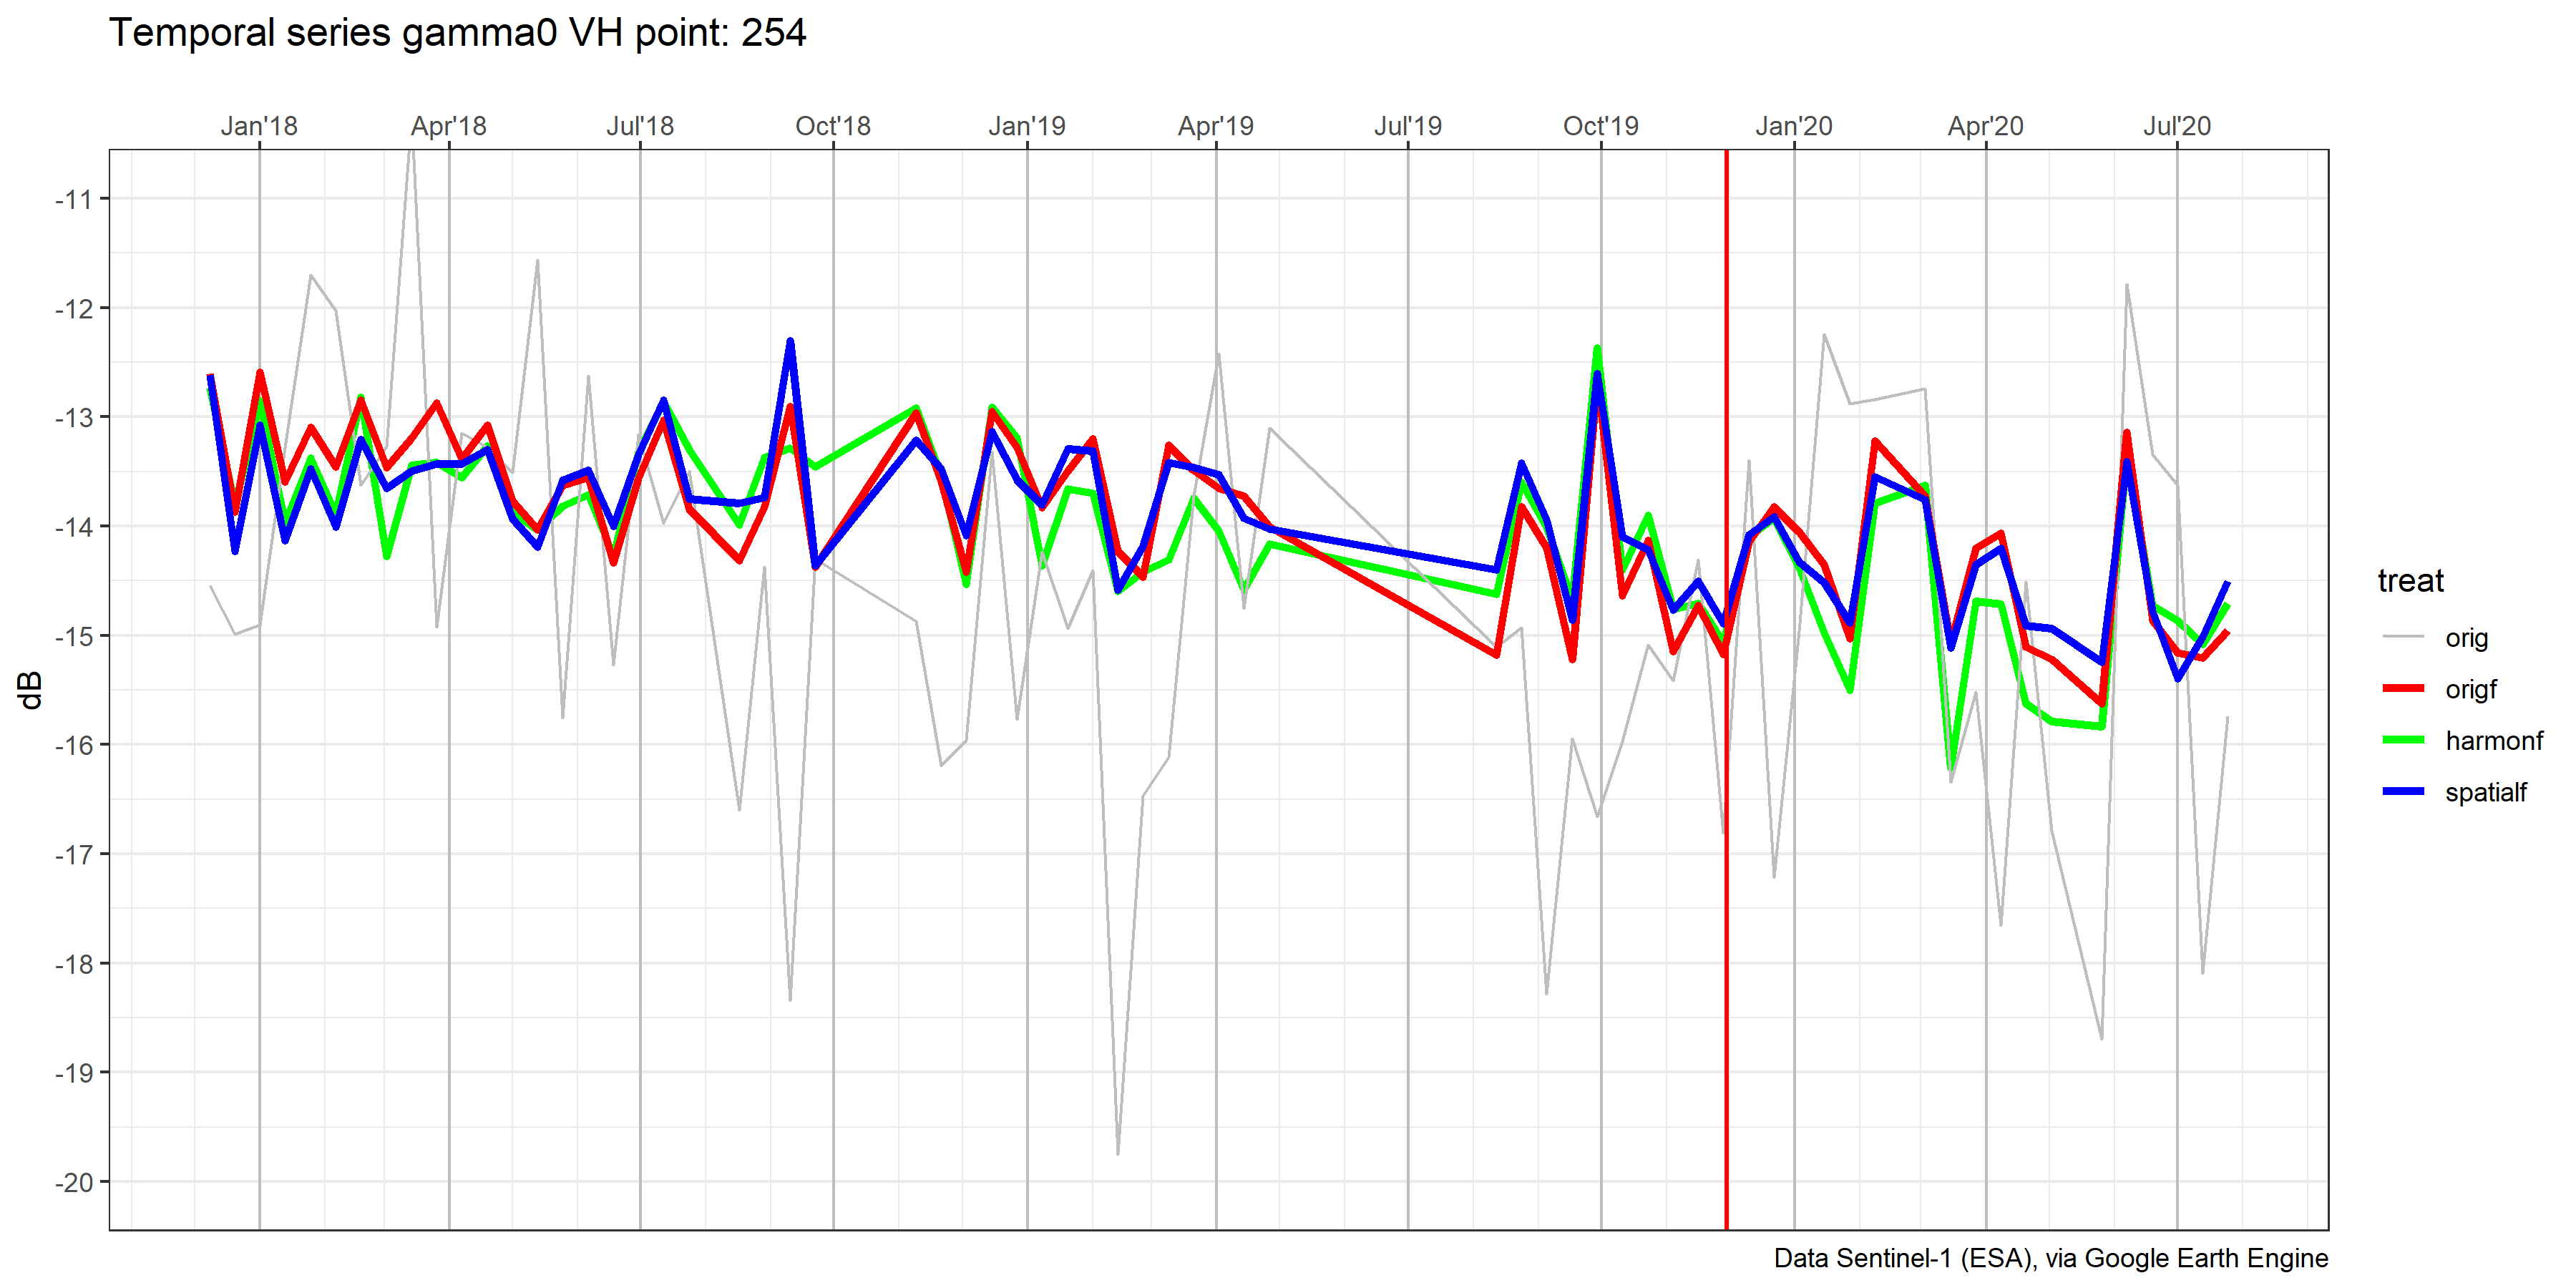 Temporal series gamma0 VH point: 254
Jan'18 Apr'18 Jul'18 Oct'18 Jan'19 Apr'19 Jul'19 Oct'19 Jan'20 Apr'20 Jul'20
-11
-12
-13
-14
-15
-16
-17
-18
-19
-20
dB
treat
orig
origf
harmonf
spatialf
Data Sentinel-1 (ESA), via Google Earth Engine